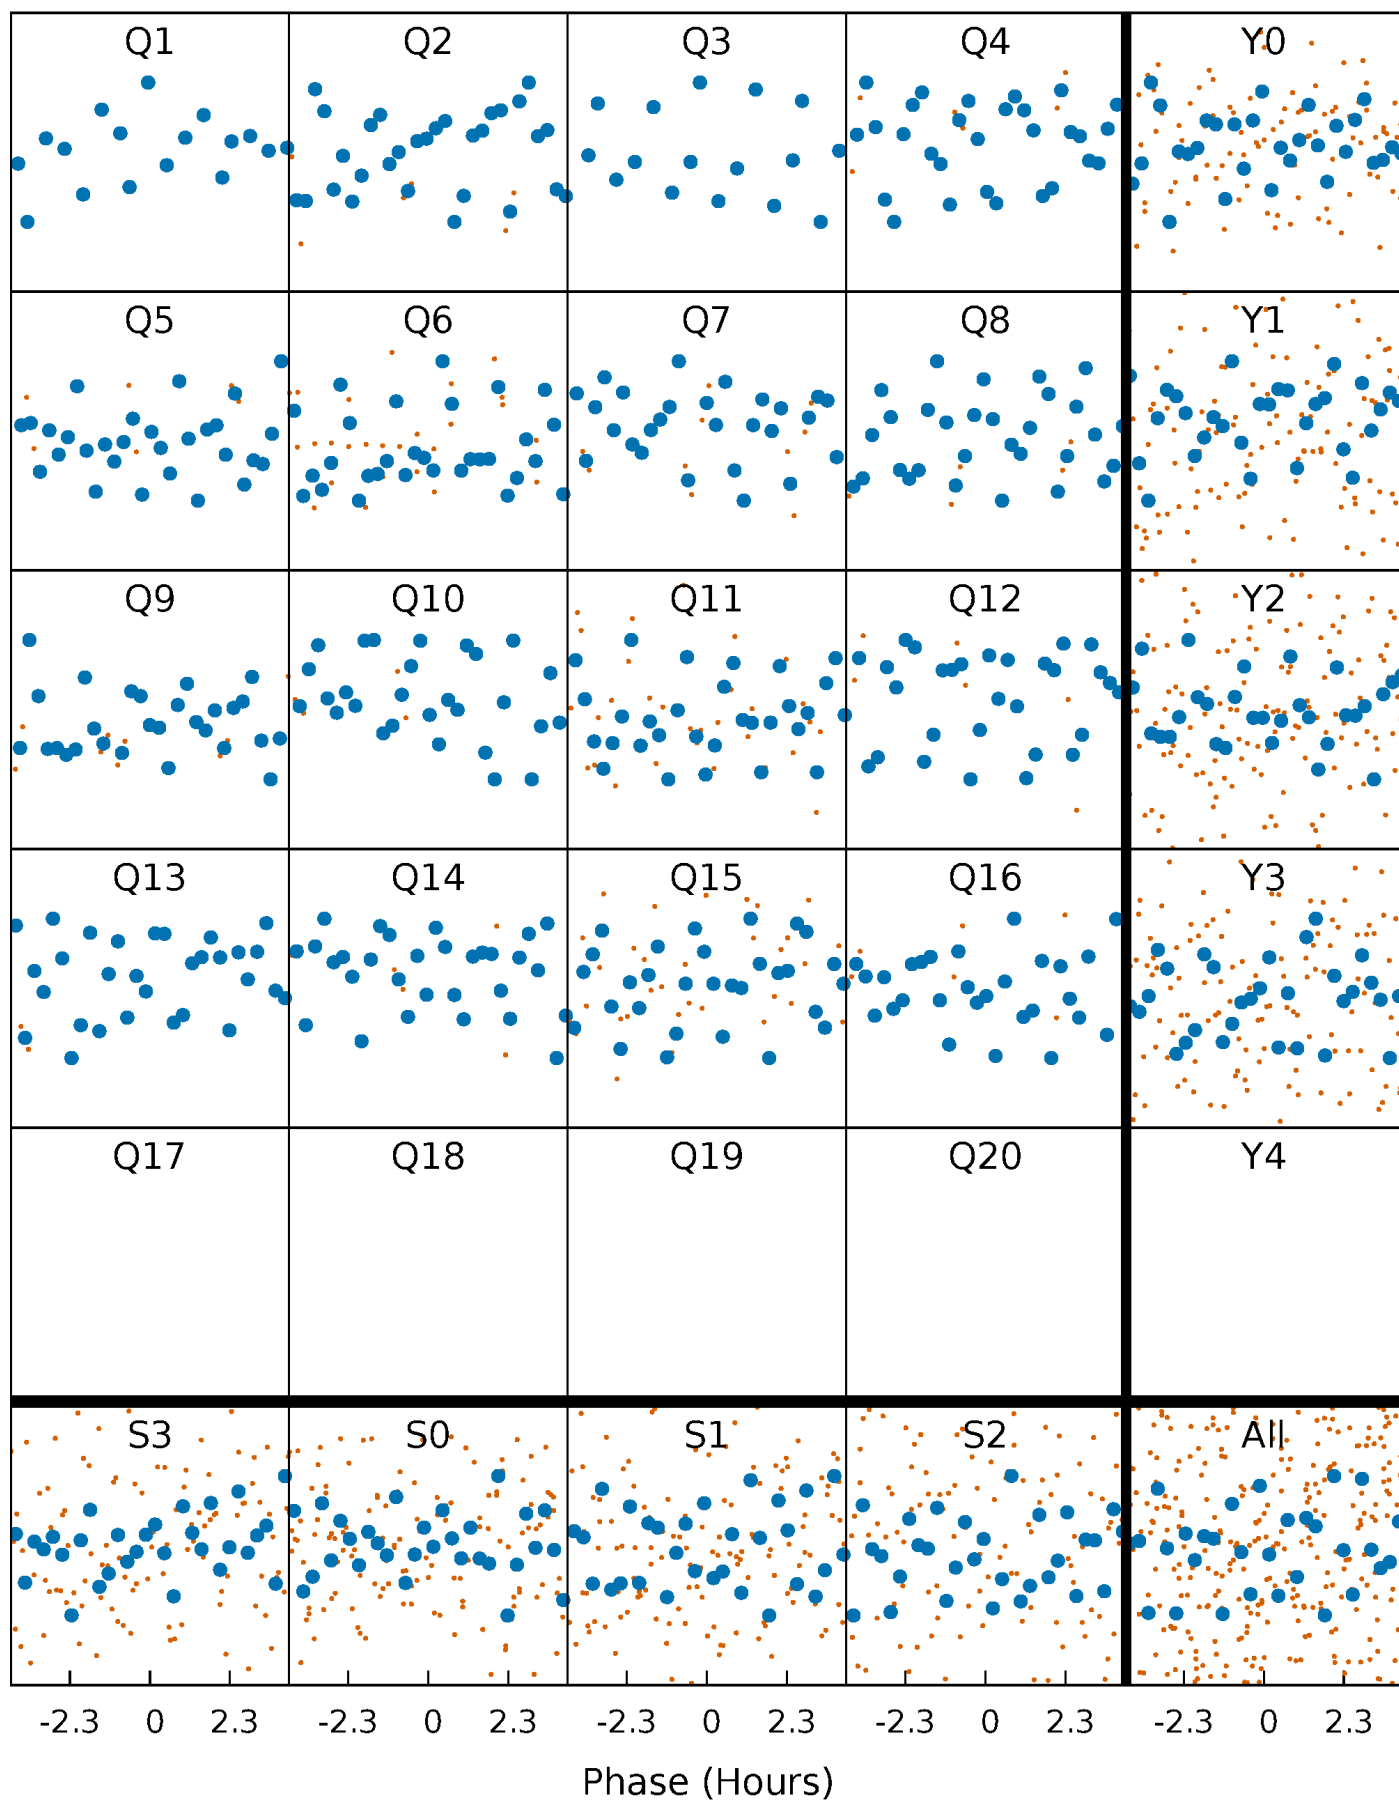 Q1 Q2 Q3 Q4 Y0
Q5 Q6 Q7 Q8 Y1
Q9 Q10 Q11 Q12 Y2
Q13 Q14 Q15 Q16 Y3
Q17 Q18 Q19 Q20 Y4
S3 S0 S1 S2 All
-2.3 0 2.3 -2.3 0 2.3 -2.3 0 2.3 -2.3 0 2.3 -2.3 0 2.3
Phase (Hours)